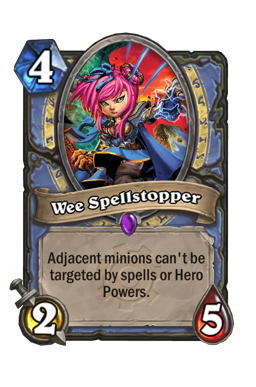 4
Wee Spellstopper
Adjacent minions can't be
targeted by spells or Hero
Powers.
2
5